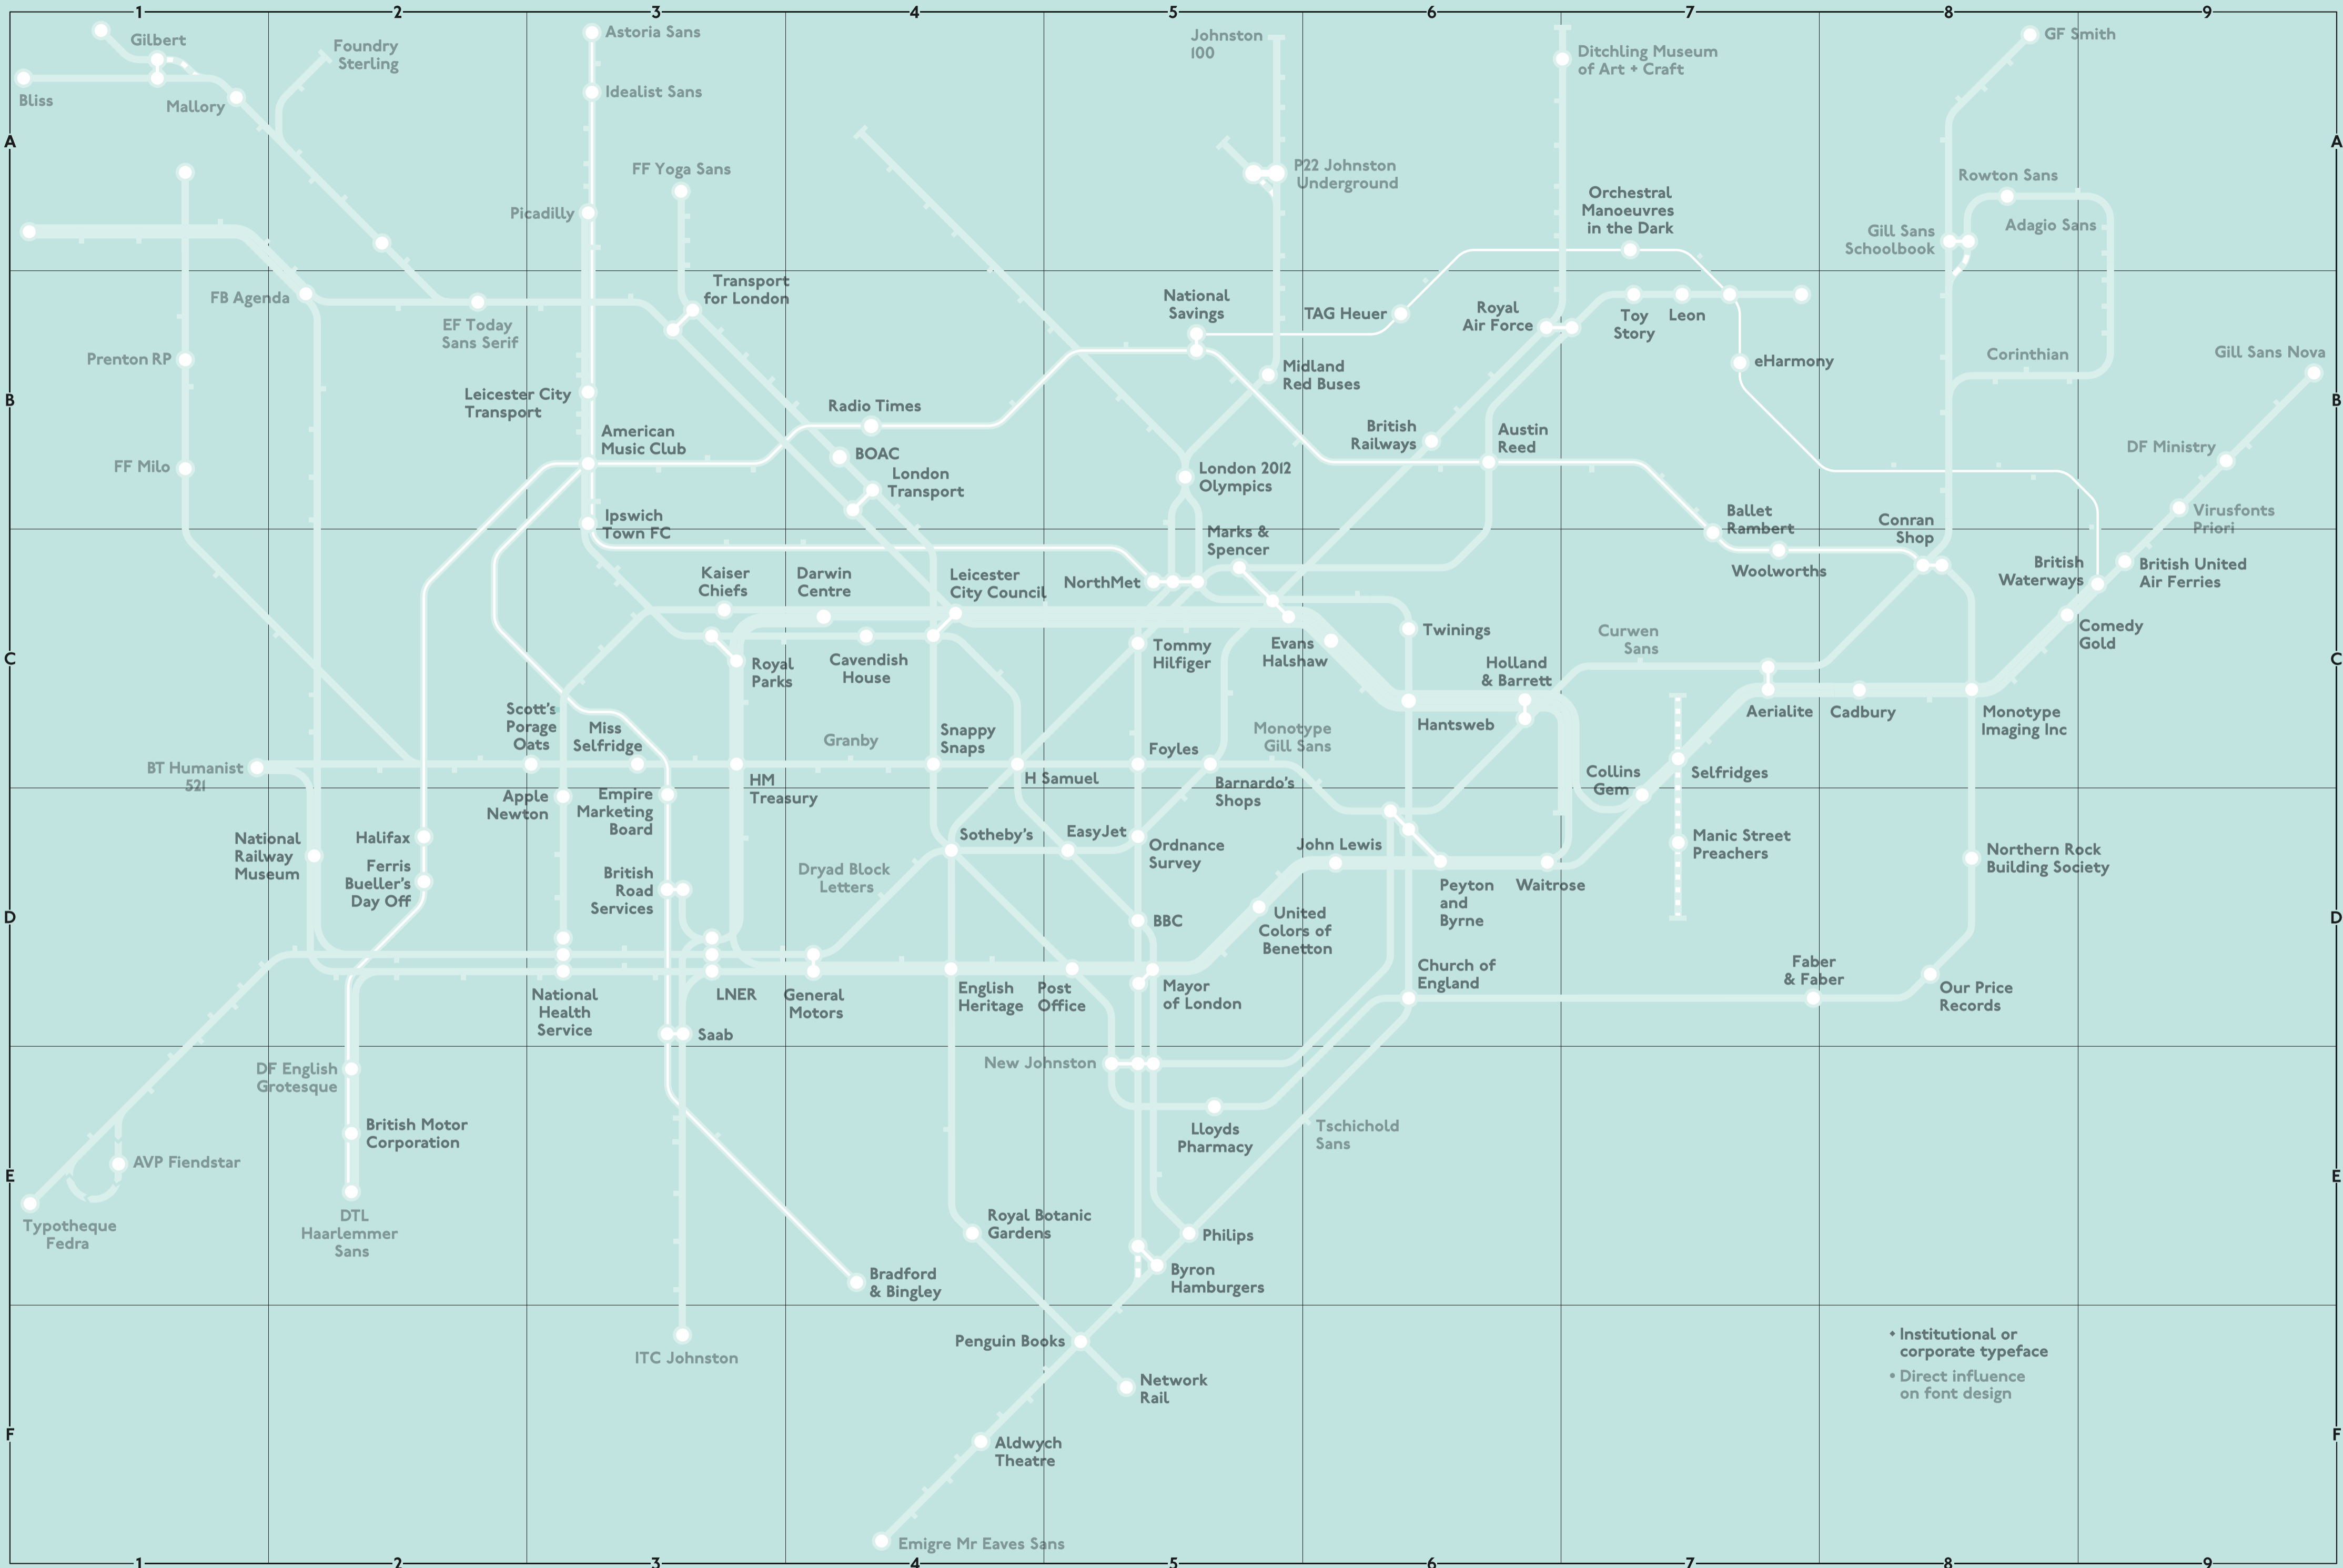 1 2 3 4 5 6 7 8 9
Astoria Sans
GF Smith
Gilbert
Foundry
Sterling
Johnston
100
Ditchling Museum
of Art + Craft
Bliss
Mallory
Idealist Sans
A
A
FF Yoga Sans
P22 Johnston
Underground
Rowton Sans
Orchestral
Manoeuvres
in the Dark
Picadilly
Adagio Sans
Gill Sans
Schoolbook
Transport
for London
FB Agenda
National
Savings
TAG Heuer
Royal
Air Force
Toy
Story
Leon
EF Today
Sans Serif
Prenton RP
Corinthian
Gill Sans Nova
eHarmony
Midland
Red Buses
Leicester City
Transport
B
B
Radio Times
American
Music Club
British
Railways
Austin
Reed
BOAC
DF Ministry
FF Milo
London
Transport
London 2012
Olympics
Ipswich
Town FC
Ballet
Rambert
Conran
Shop
Virusfonts
Priori
Marks &
Spencer
Kaiser
Chiefs
Darwin
Centre
Leicester
City Council
NorthMet
Woolworths
British
Waterways
British United
Air Ferries
Twinings
Curwen
Sans
Comedy
Gold
C
C
Royal
Parks
Cavendish
House
Tommy
Hilfiger
Evans
Halshaw
Holland
& Barrett
Scott's
Porage
Oats
Miss
Selfridge
Granby
Snappy
Snaps
Foyles
Monotype
Gill Sans
Hantsweb
Aerialite
Cadbury
Monotype
Imaging Inc
BT Humanist
521
HM
Treasury
H Samuel
Barnardo's
Shops
Collins
Gem
Selfridges
Apple
Newton
Empire
Marketing
Board
National
Railway
Museum
Halifax
Sotheby's
EasyJet
Ordnance
Survey
John Lewis
Manic Street
Preachers
Northern Rock
Building Society
Ferris
Bueller's
Day Off
British
Road
Services
Dryad Block
Letters
Peyton
and
Byrne
Waitrose
D
D
BBC
United
Colors of
Benetton
National
Health
Service
LNER
General
Motors
English
Heritage
Post
Office
Mayor
of London
Church of
England
Faber
& Faber
Our Price
Records
Saab
New Johnston
DF English
Grotesque
British Motor
Corporation
Lloyds
Pharmacy
Tschichold
Sans
AVP Fiendstar
E
E
Typotheque
Fedra
DTL
Haarlemmer
Sans
Royal Botanic
Gardens
Philips
Bradford
& Bingley
Byron
Hamburgers
Penguin Books
ITC Johnston
Institutional or
corporate typeface
Direct influence
on font design
Network
Rail
F
F
Aldwych
Theatre
Emigre Mr Eaves Sans
1 2 3 4 5 6 7 8 9